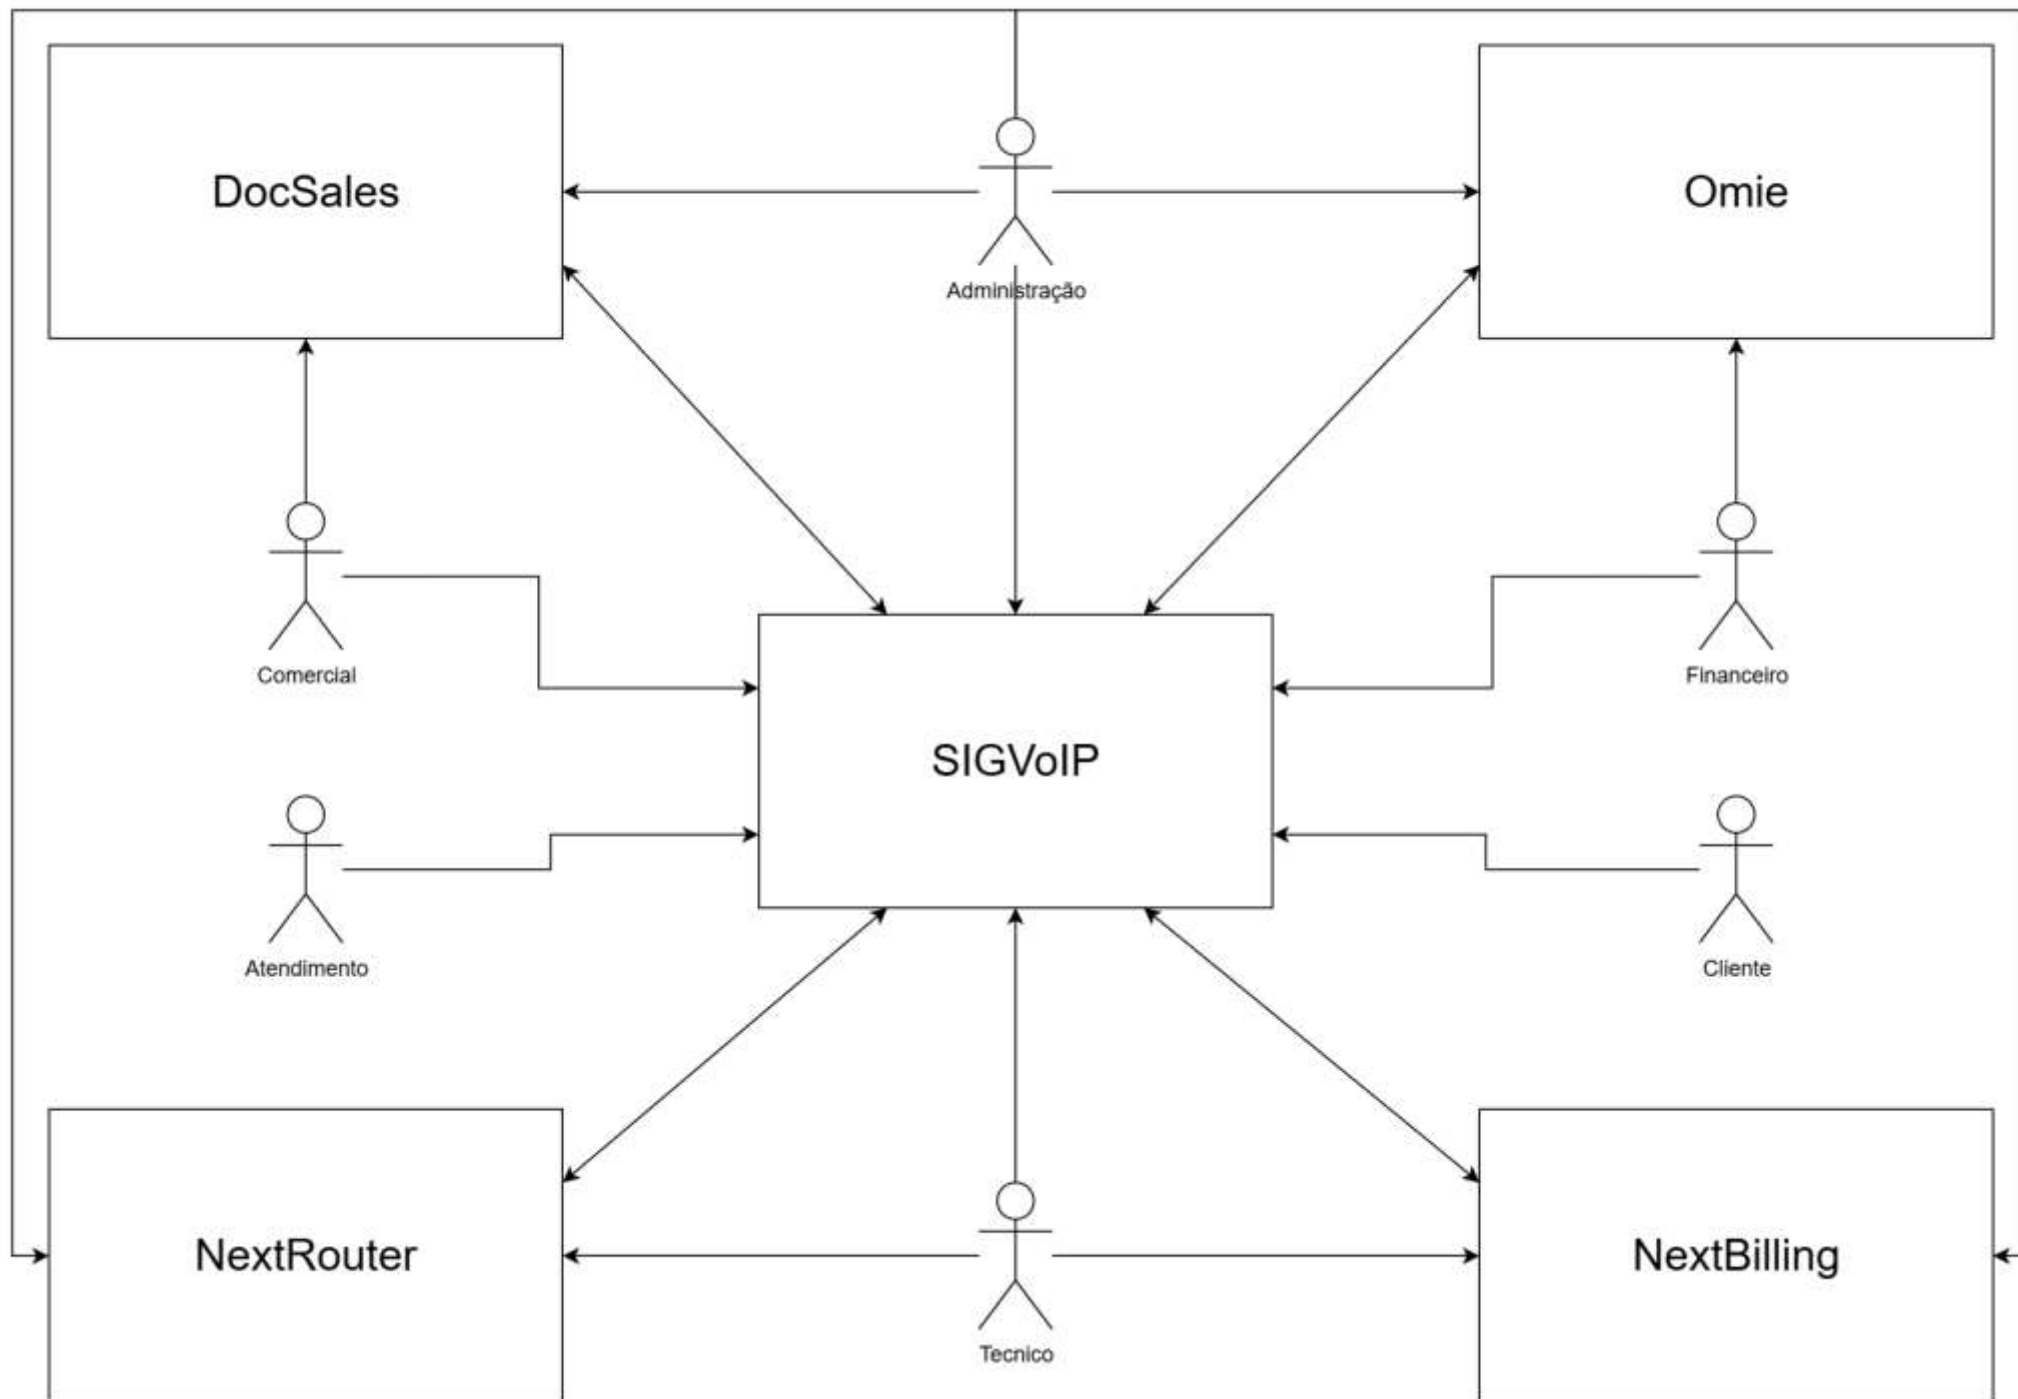 DocSales
Omie
Administração
Comercial
Financeiro
SIGVoIP
Atendimento
Cliente
NextRouter
NextBilling
Tecnico